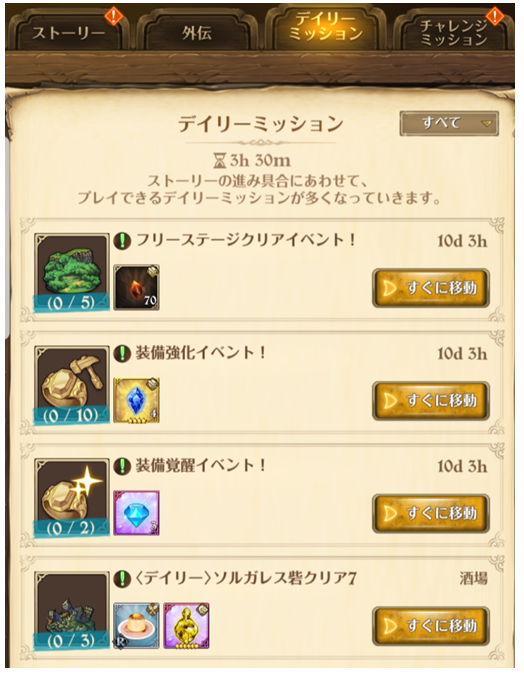 ストーリー
外伝
デイリー
ミッション
チャレンジ
ミッション
デイリーミッション
すべて
3h 30m
ストーリーの進み具合にあわせて、
プレイできるデイリーミッションが多くなっていきます。
フリーステージクリアイベント!
10d 3h
70
(0 / 5)
すぐに移動
装備強化イベント!
10d 3h
4
(0 / 10)
すぐに移動
装備覚醒イベント!
10d 3h
(0 / 2)
すぐに移動
〈デイリー〉ソルガレス砦クリア7
酒場
R
(0 / 3)
すぐに移動